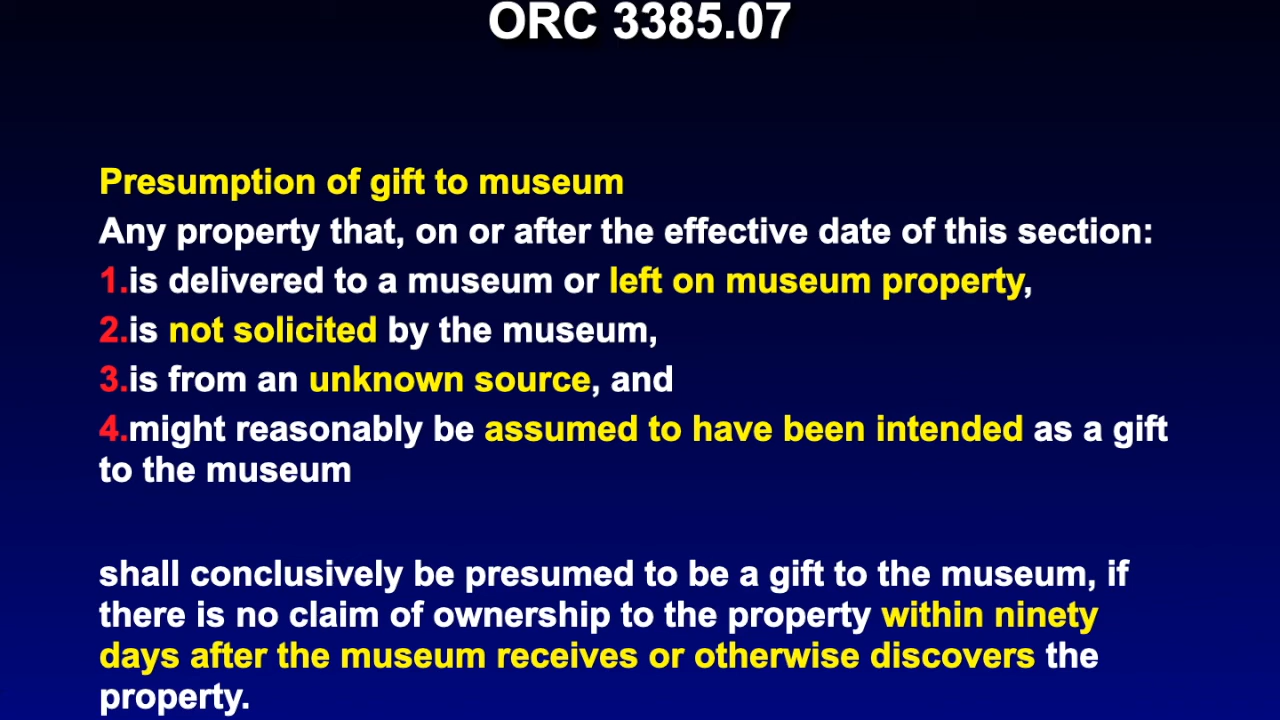 ORC 3385.07
Presumption of gift to museum
Any property that, on or after the effective date of this section:
1.is delivered to a museum or left on museum property,
2.is not solicited by the museum,
3.is from an unknown source, and
4.might reasonably be assumed to have been intended as a gift
to the museum
shall conclusively be presumed to be a gift to the museum, if
there is no claim of ownership to the property within ninety
days after the museum receives or otherwise discovers the
property.